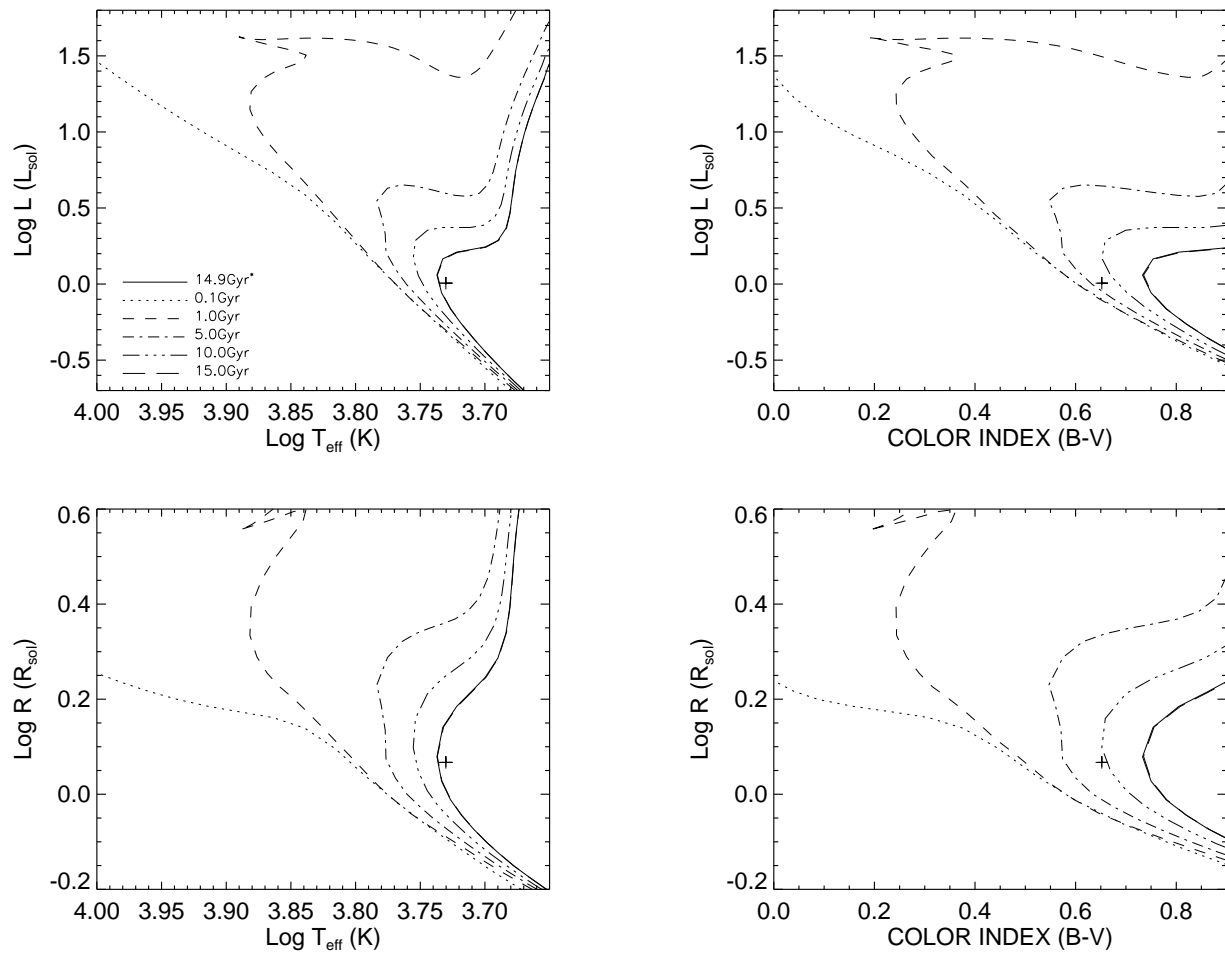 1.5
1.0
0.5
0.0
-0.5
Log L (L_sol)
14.9Gyr*
0.1Gyr
1.0Gyr
5.0Gyr
10.0Gyr
15.0Gyr
4.00 3.95 3.90 3.85 3.80 3.75 3.70
Log T_eff (K)
1.5
1.0
0.5
0.0
-0.5
Log L (L_sol)
0.0 0.2 0.4 0.6 0.8
COLOR INDEX (B-V)
0.6
0.4
0.2
0.0
-0.2
Log R (R_sol)
4.00 3.95 3.90 3.85 3.80 3.75 3.70
Log T_eff (K)
0.6
0.4
0.2
0.0
-0.2
Log R (R_sol)
0.0 0.2 0.4 0.6 0.8
COLOR INDEX (B-V)